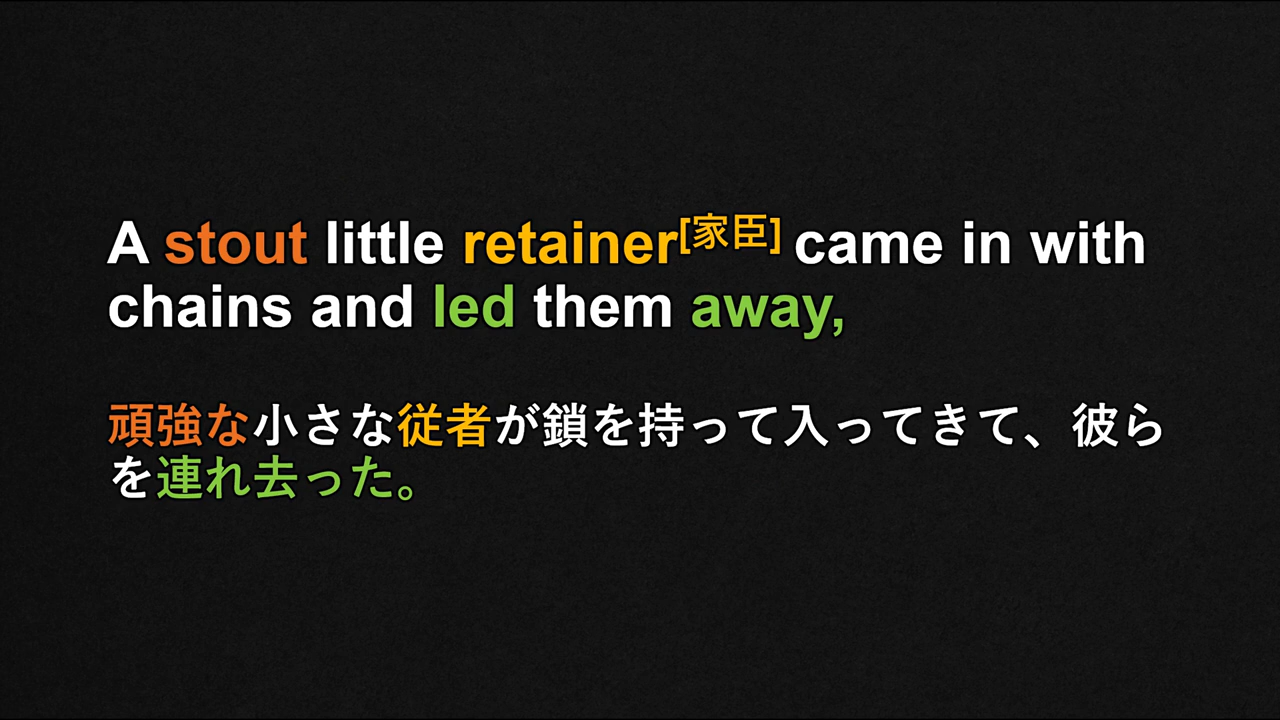 A stout little retainer[家臣] came in with
chains and led them away,
頑強な小さな従者が鎖を持って入ってきて、彼ら
を連れ去った。